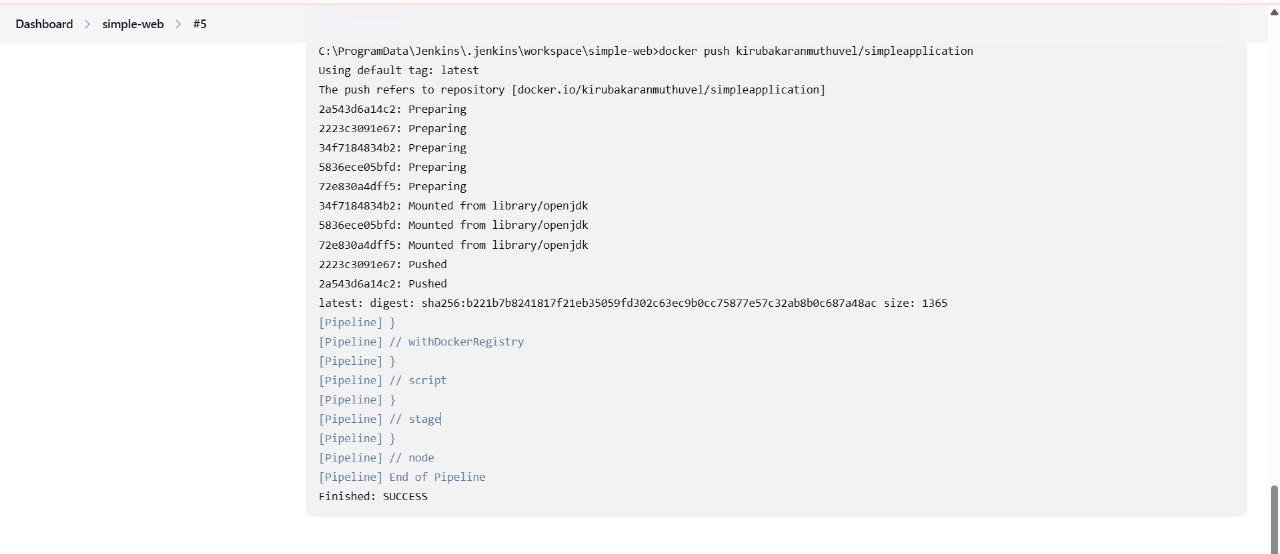 Dashboard > simple-web > #5
C:\ProgramData\Jenkins\.jenkins\workspace\simple-web>docker push kirubakaranmuthuvel/simpleapplication
Using default tag: latest
The push refers to repository [docker.io/kirubakaranmuthuvel/simpleapplication]
2a543d6a14c2: Preparing
2223c3091e67: Preparing
34f7184834b2: Preparing
5836ece05bfd: Preparing
72e830a4dff5: Preparing
34f7184834b2: Mounted from library/openjdk
5836ece05bfd: Mounted from library/openjdk
72e830a4dff5: Mounted from library/openjdk
2223c3091e67: Pushed
2a543d6a14c2: Pushed
latest: digest: sha256:b221b7b8241817f21eb35059fd302c63ec9b0cc75877e57c32ab8b0c687a48ac size: 1365
[Pipeline] }
[Pipeline] // withDockerRegistry
[Pipeline] }
[Pipeline] // script
[Pipeline] }
[Pipeline] // stage
[Pipeline] }
[Pipeline] // node
[Pipeline] End of Pipeline
Finished: SUCCESS